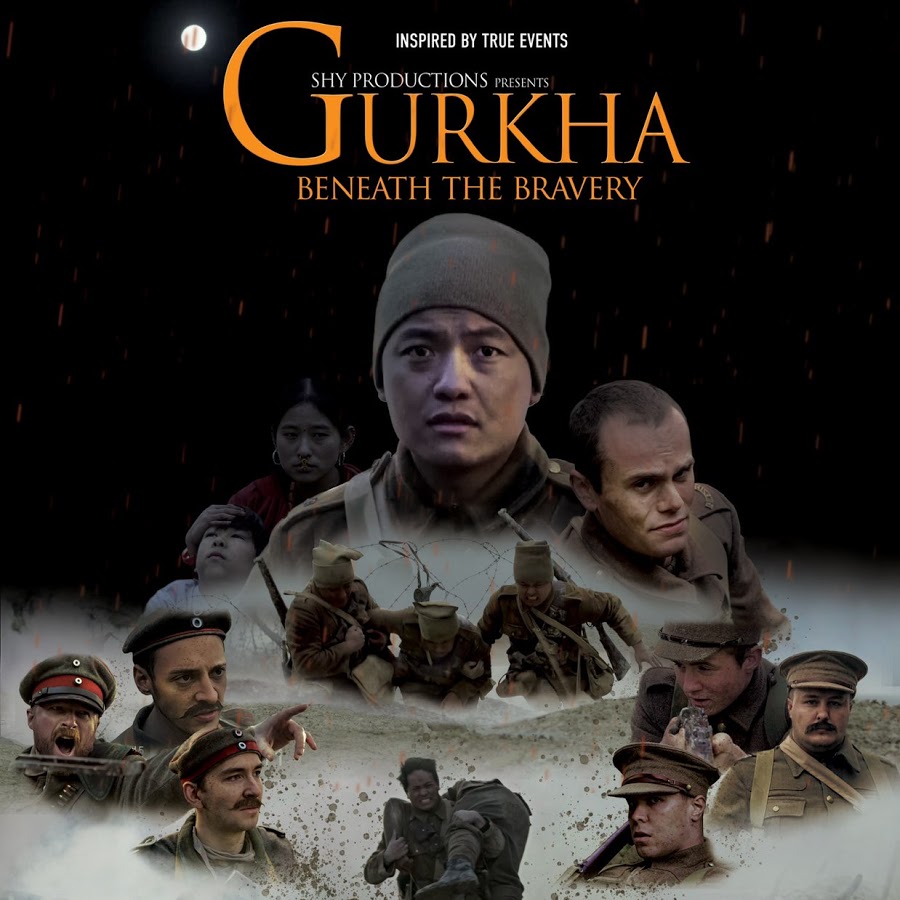 INSPIRED BY TRUE EVENTS
SHY PRODUCTIONS PRESENTS
GURKHA
BENEATH THE BRAVERY